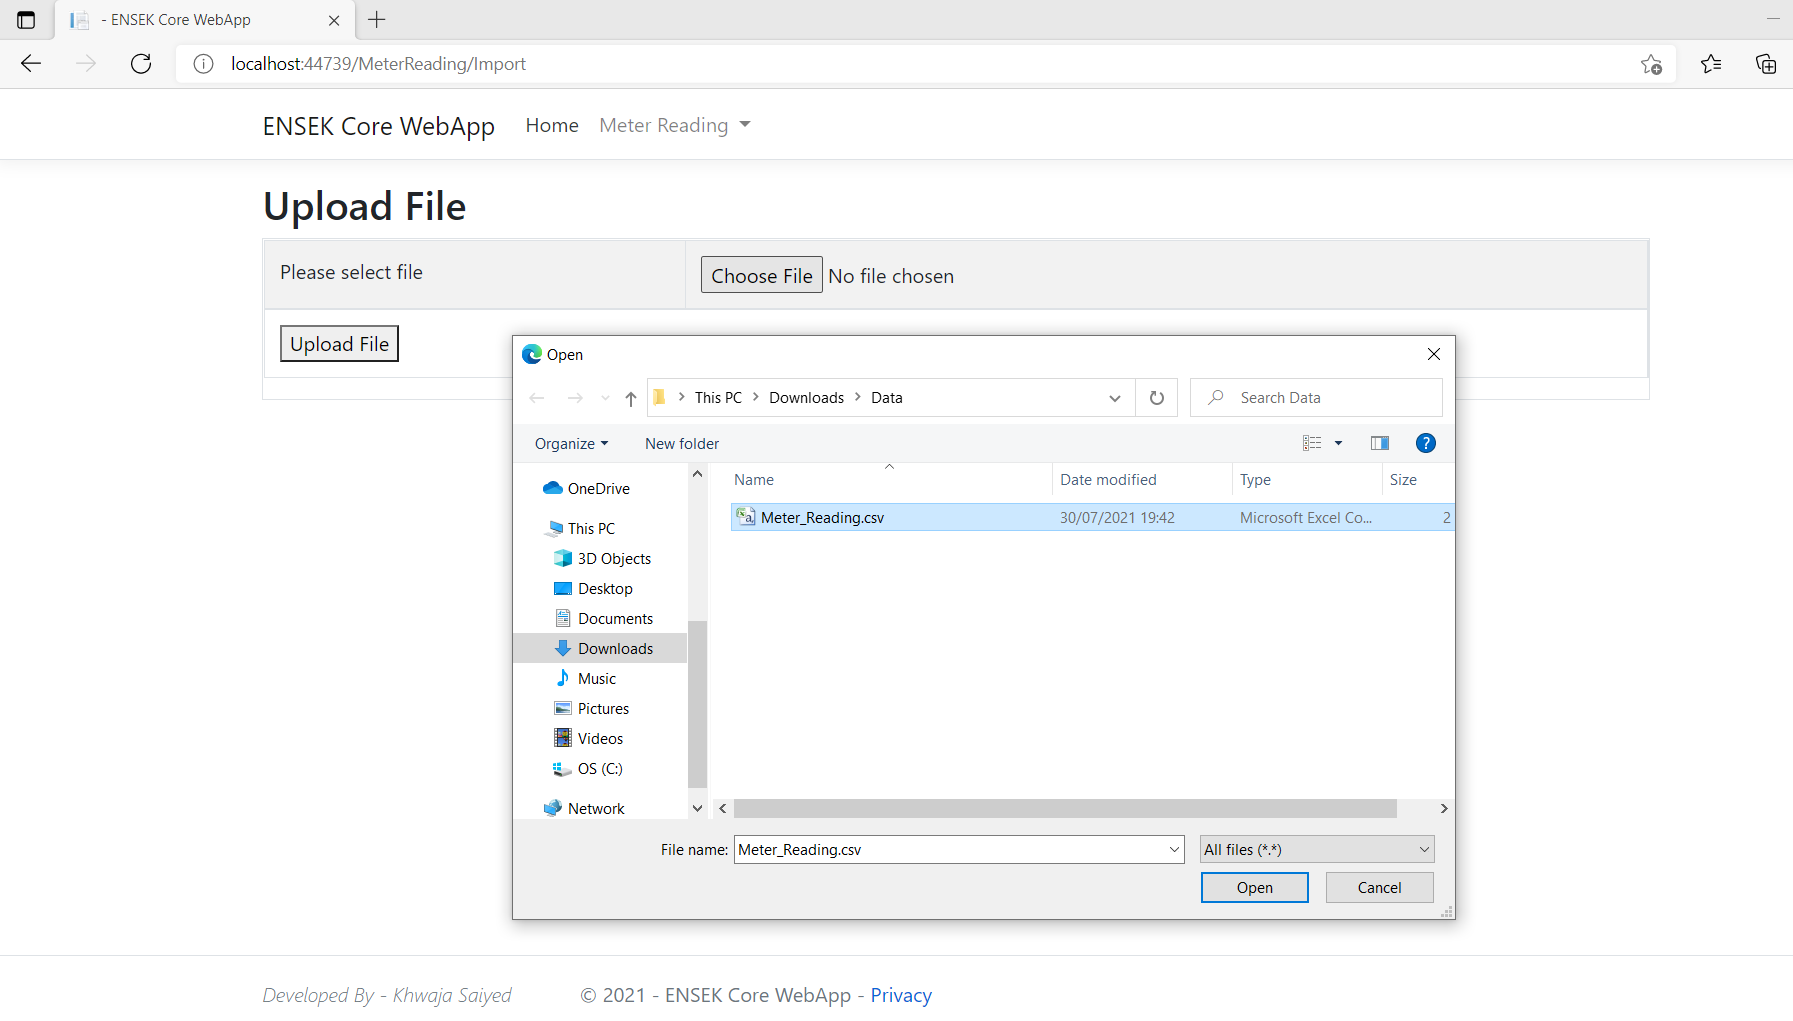 - ENSEK Core WebApp
localhost:44739/MeterReading/Import
ENSEK Core WebApp Home Meter Reading
Upload File
Please select file Choose File No file chosen
Upload File
Open
This PC > Downloads > Data Search Data
Organize New folder ?
Name Date modified Type Size
Meter_Reading.csv 30/07/2021 19:42 Microsoft Excel Co... 2
OneDrive
This PC
3D Objects
Desktop
Documents
Downloads
Music
Pictures
Videos
OS (C:)
Network
File name: Meter_Reading.csv All files (*.*)
Open Cancel
Developed By - Khwaja Saiyed © 2021 - ENSEK Core WebApp - Privacy